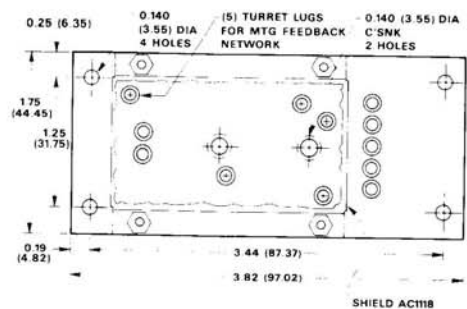 0.25 (6.35)
0.140
(3.55) DIA
4 HOLES
(5) TURRET LUGS
FOR MTG FEEDBACK
NETWORK
0.140 (3.55) DIA
C'SNK
2 HOLES
1.75
(44.45)
1.25
(31.75)
0.19
(4.82)
3.44 (87.37)
3.82 (97.02)
SHIELD AC1118